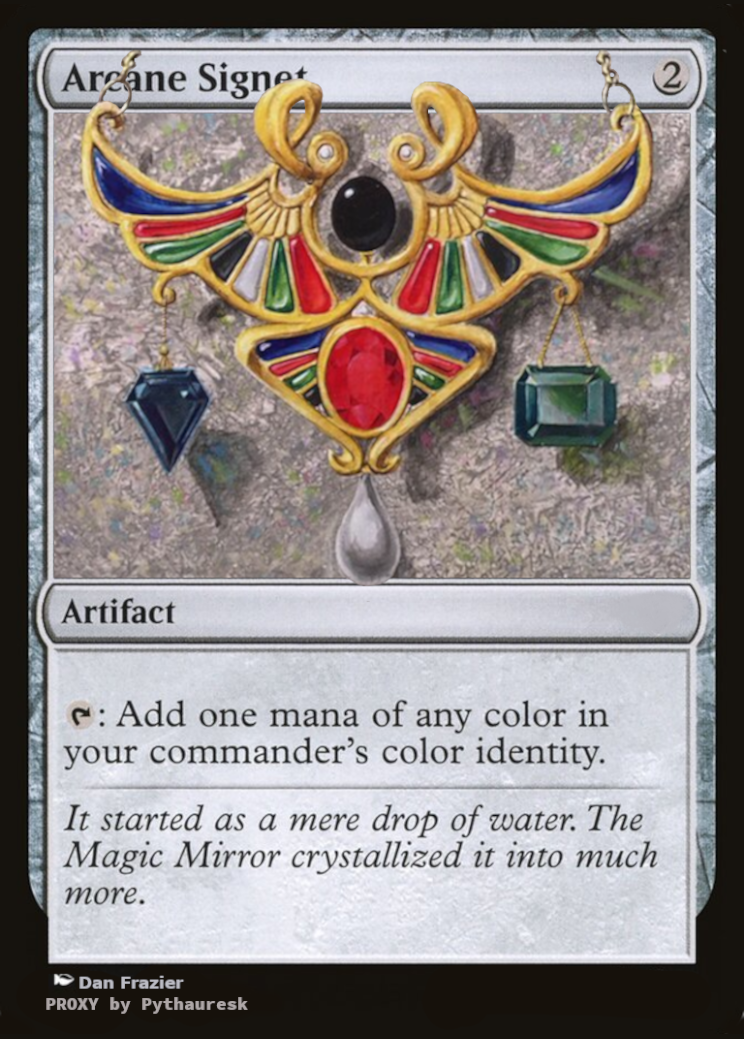 Arcane Signet
2
Artifact
: Add one mana of any color in
your commander's color identity.
It started as a mere drop of water. The
Magic Mirror crystallized it into much
more.
Dan Frazier
PROXY by Pythauresk